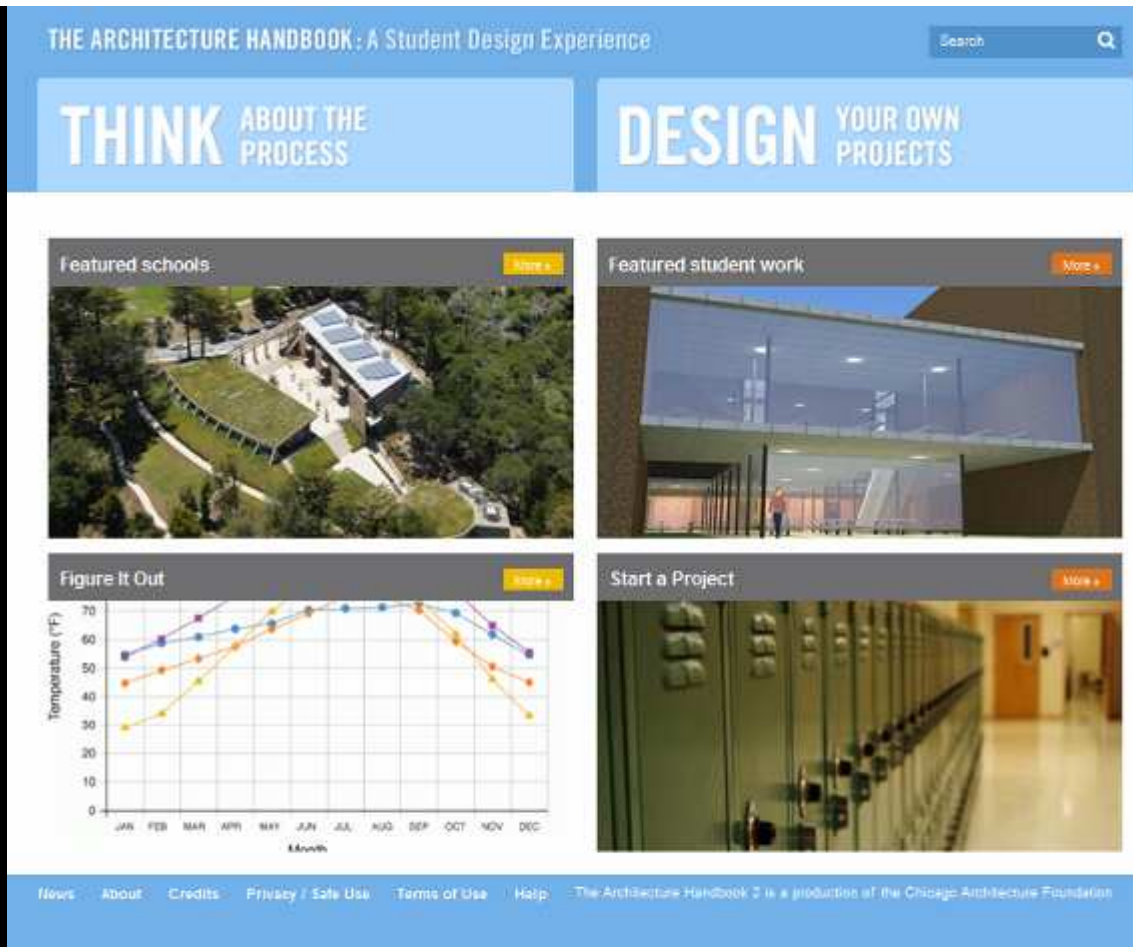 THE ARCHITECTURE HANDBOOK: A Student Design Experience
Search
THINK ABOUT THE PROCESS
DESIGN YOUR OWN PROJECTS
Featured schools
More »
Featured student work
More »
Figure It Out
More »
Start a Project
More »
Temperature (°F)
70
60
50
40
30
20
10
0
JAN FEB MAR APR MAY JUN JUL AUG SEP OCT NOV DEC
Month
News About Credits Privacy / Safe Use Terms of Use Help The Architecture Handbook 2 is a production of the Chicago Architecture Foundation